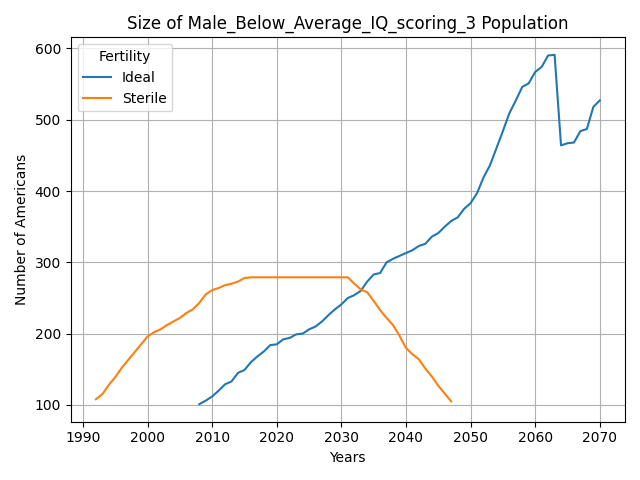 Size of Male_Below_Average_IQ_scoring_3 Population
Fertility
Ideal
Sterile
Number of Americans
600
500
400
300
200
100
1990 2000 2010 2020 2030 2040 2050 2060 2070
Years